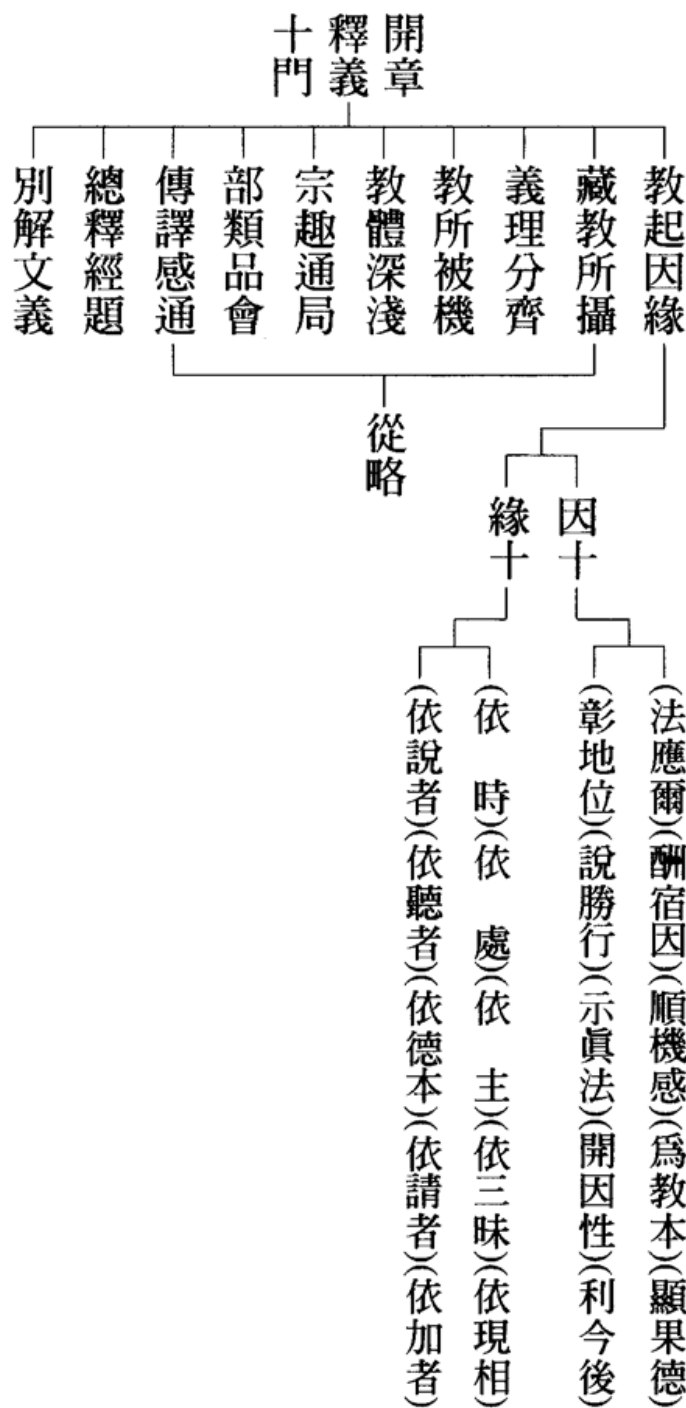 開章
釋義
十門
教起因緣
藏教所攝
義理分齊
教所被機
教體深淺
宗趣通局
部類品會
傳譯感通
總釋經題
別解文義
從略
因十
緣十
(法應爾)(酬宿因)(順機感)(爲教本)(顯果德)
(彰地位)(說勝行)(示眞法)(開因性)(利今後)
(依時)(依處)(依主)(依三昧)(依現相)
(依說者)(依聽者)(依德本)(依請者)(依加者)